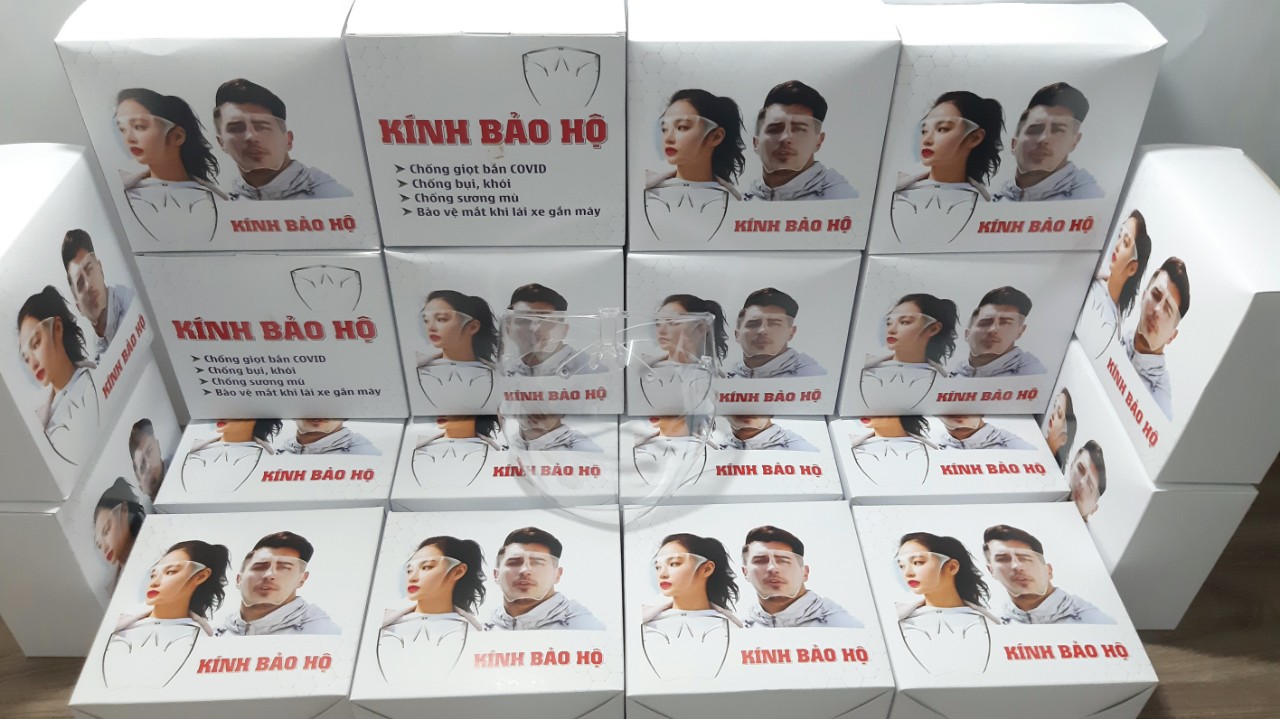 KÍNH BẢO HỘ
➤ Chống giọt bắn COVID
➤ Chống bụi, khói
➤ Chống sương mù
➤ Bảo vệ mắt khi lái xe gắn máy
KÍNH BẢO HỘ
KÍNH BẢO HỘ
KÍNH BẢO HỘ
KÍNH BẢO HỘ
➤ Chống giọt bắn COVID
➤ Chống bụi, khói
➤ Chống sương mù
➤ Bảo vệ mắt khi lái xe gắn máy
KÍNH BẢO HỘ
KÍNH BẢO HỘ
KÍNH BẢO HỘ
KÍNH BẢO HỘ
KÍNH BẢO HỘ
KÍNH BẢO HỘ
KÍNH BẢO HỘ
KÍNH BẢO HỘ
KÍNH BẢO HỘ
KÍNH BẢO HỘ
KÍNH BẢO HỘ
KÍNH BẢO HỘ
KÍNH BẢO HỘ
KÍNH BẢO HỘ